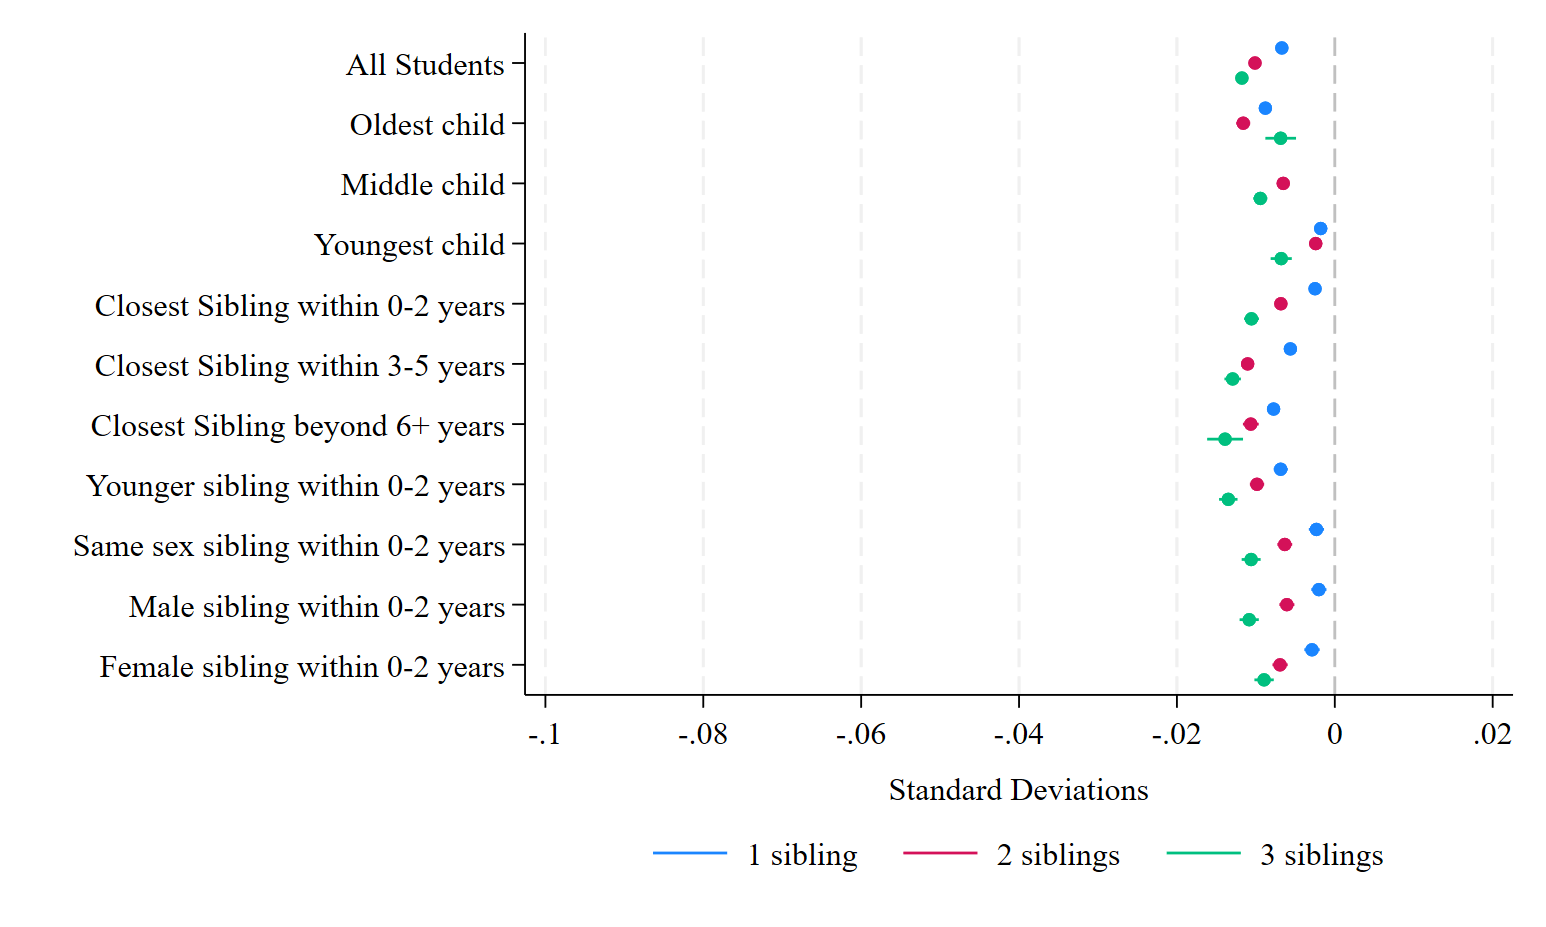 All Students
Oldest child
Middle child
Youngest child
Closest Sibling within 0-2 years
Closest Sibling within 3-5 years
Closest Sibling beyond 6+ years
Younger sibling within 0-2 years
Same sex sibling within 0-2 years
Male sibling within 0-2 years
Female sibling within 0-2 years
-.1 -.08 -.06 -.04 -.02 0 .02
Standard Deviations
1 sibling 2 siblings 3 siblings